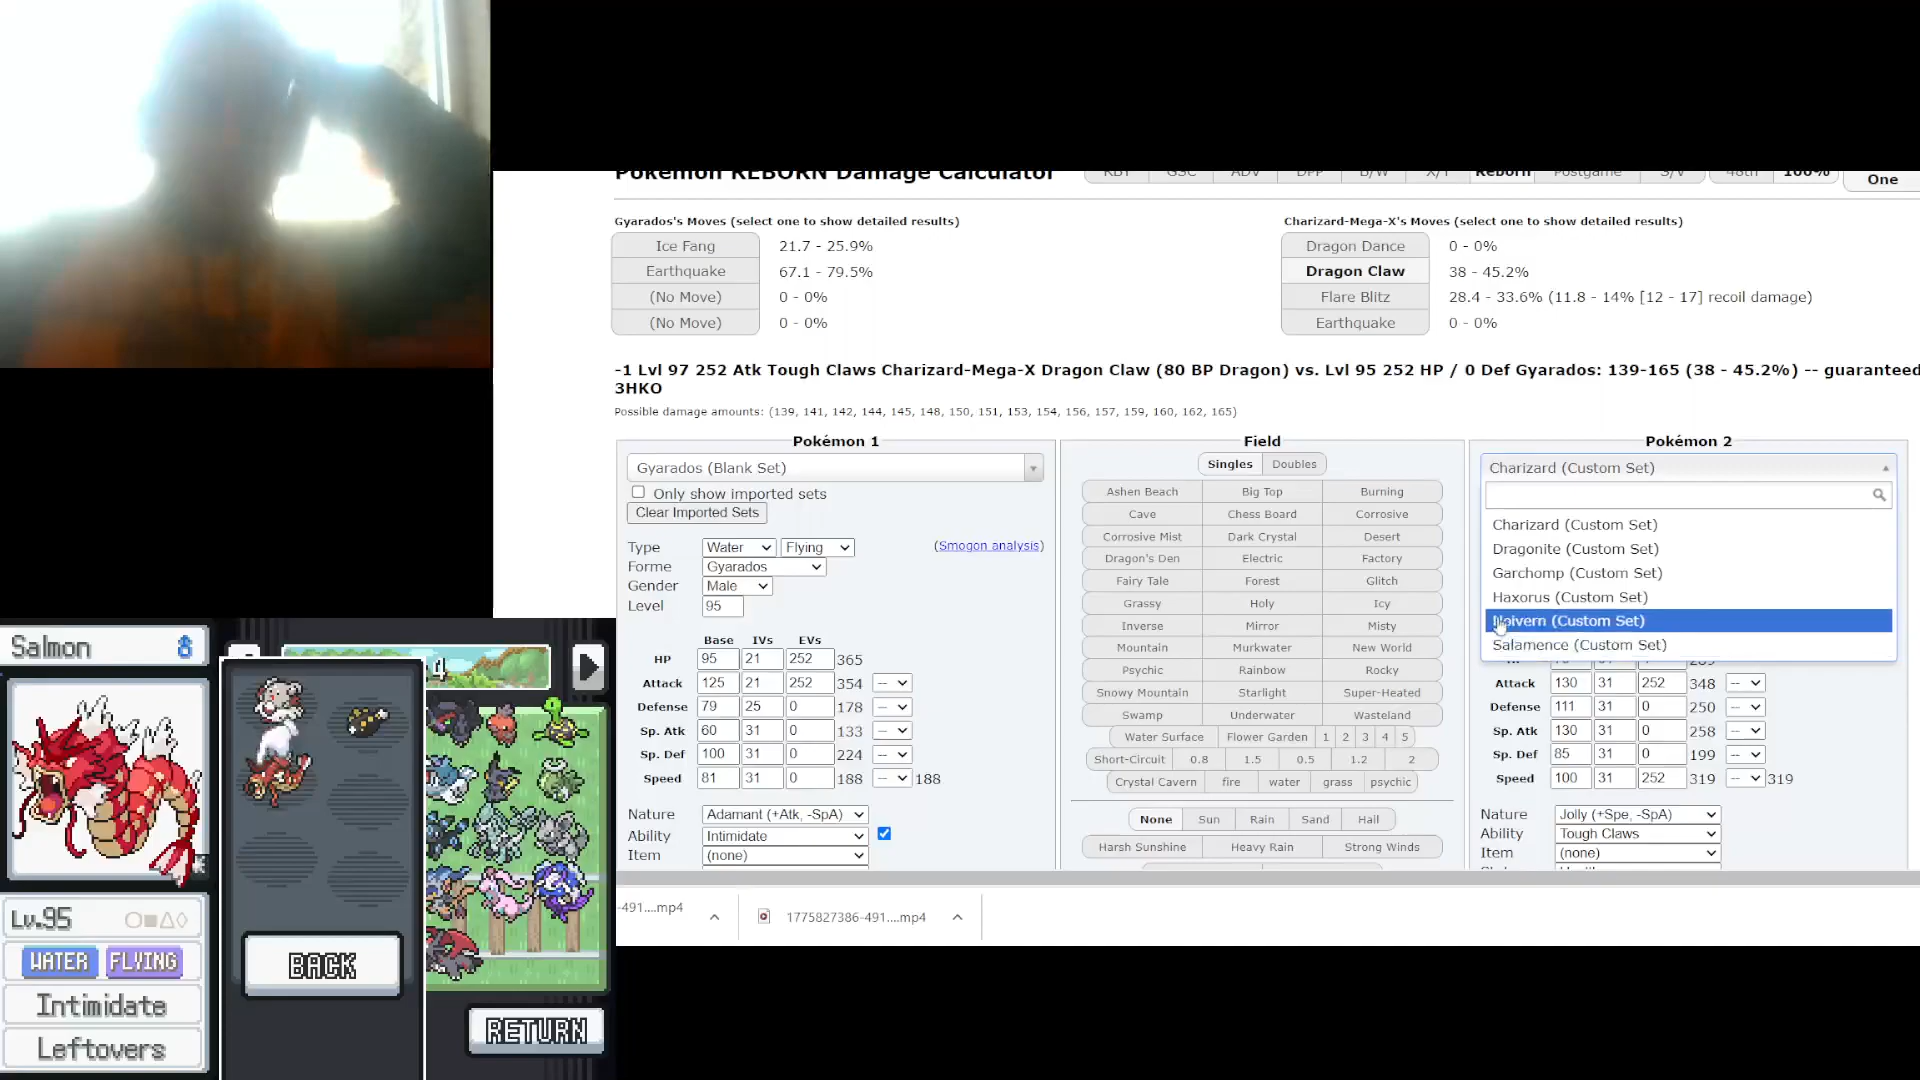 Pokémon REBORN Damage Calculator
RBY GSC ADV DPP B/W X/Y Reborn Postgame S/V 48th 100% One
Gyarados's Moves (select one to show detailed results)
Ice Fang 21.7 - 25.9%
Earthquake 67.1 - 79.5%
(No Move) 0 - 0%
(No Move) 0 - 0%
Charizard-Mega-X's Moves (select one to show detailed results)
Dragon Dance 0 - 0%
Dragon Claw 38 - 45.2%
Flare Blitz 28.4 - 33.6% (11.8 - 14% [12 - 17] recoil damage)
Earthquake 0 - 0%
-1 Lvl 97 252 Atk Tough Claws Charizard-Mega-X Dragon Claw (80 BP Dragon) vs. Lvl 95 252 HP / 0 Def Gyarados: 139-165 (38 - 45.2%) -- guaranteed
3HKO
Possible damage amounts: (139, 141, 142, 144, 145, 148, 150, 151, 153, 154, 156, 157, 159, 160, 162, 165)
Pokémon 1
Gyarados (Blank Set)
Only show imported sets
Clear Imported Sets
Type Water Flying (Smogon analysis)
Forme Gyarados
Gender Male
Level 95
Base IVs EVs
HP 95 21 252 365
Attack 125 21 252 354 --
Defense 79 25 0 178 --
Sp. Atk 60 31 0 133 --
Sp. Def 100 31 0 224 --
Speed 81 31 0 188 -- 188
Nature Adamant (+Atk, -SpA)
Ability Intimidate
Item (none)
Field
Singles Doubles
Ashen Beach Big Top Burning
Cave Chess Board Corrosive
Corrosive Mist Dark Crystal Desert
Dragon's Den Electric Factory
Fairy Tale Forest Glitch
Grassy Holy Icy
Inverse Mirror Misty
Mountain Murkwater New World
Psychic Rainbow Rocky
Snowy Mountain Starlight Super-Heated
Swamp Underwater Wasteland
Water Surface Flower Garden 1 2 3 4 5
Short-Circuit 0.8 1.5 0.5 1.2 2
Crystal Cavern fire water grass psychic
None Sun Rain Sand Hail
Harsh Sunshine Heavy Rain Strong Winds
Pokémon 2
Charizard (Custom Set)
Charizard (Custom Set)
Dragonite (Custom Set)
Garchomp (Custom Set)
Haxorus (Custom Set)
Noivern (Custom Set)
Salamence (Custom Set)
Attack 130 31 252 348 --
Defense 111 31 0 250 --
Sp. Atk 130 31 0 258 --
Sp. Def 85 31 0 199 --
Speed 100 31 252 319 -- 319
Nature Jolly (+Spe, -SpA)
Ability Tough Claws
Item (none)
-491....mp4
1775827386-491....mp4
Salmon
4
Lv.95
WATER FLYING
Intimidate
Leftovers
BACK
RETURN